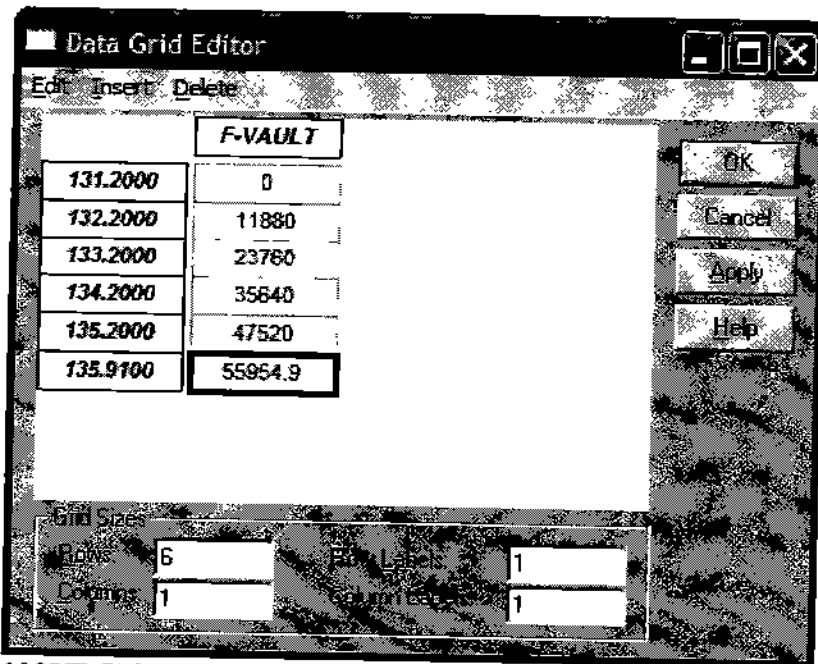 Data Grid Editor
Edit Insert Delete
F-VAULT
131.2000 0
132.2000 11880
133.2000 23760
134.2000 35640
135.2000 47520
135.9100 55954.9
OK
Cancel
Apply
Help
Grid Sizes
Rows: 6 Row Labels: 1
Columns: 1 Column Labels: 1